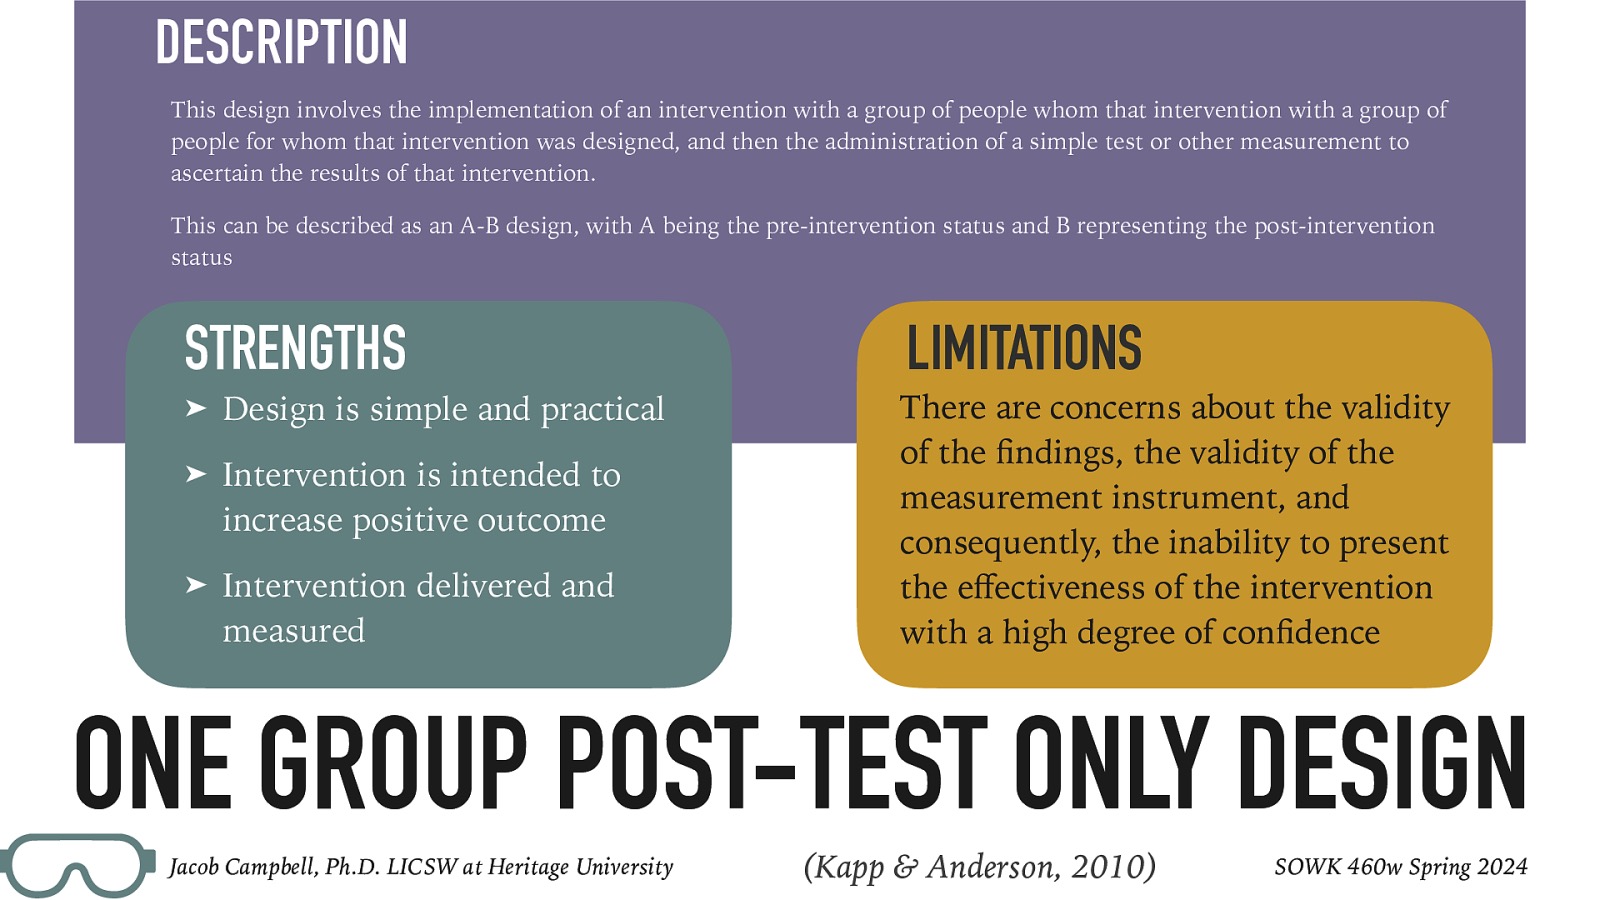 DESCRIPTION
This design involves the implementation of an intervention with a group of people whom that intervention with a group of
people for whom that intervention was designed, and then the administration of a simple test or other measurement to
ascertain the results of that intervention.
This can be described as an A-B design, with A being the pre-intervention status and B representing the post-intervention
status
STRENGTHS
➤ Design is simple and practical
➤ Intervention is intended to
increase positive outcome
➤ Intervention delivered and
measured
LIMITATIONS
There are concerns about the validity
of the findings, the validity of the
measurement instrument, and
consequently, the inability to present
the effectiveness of the intervention
with a high degree of confidence
ONE GROUP POST-TEST ONLY DESIGN
Jacob Campbell, Ph.D. LICSW at Heritage University
(Kapp & Anderson, 2010)
SOWK 460w Spring 2024